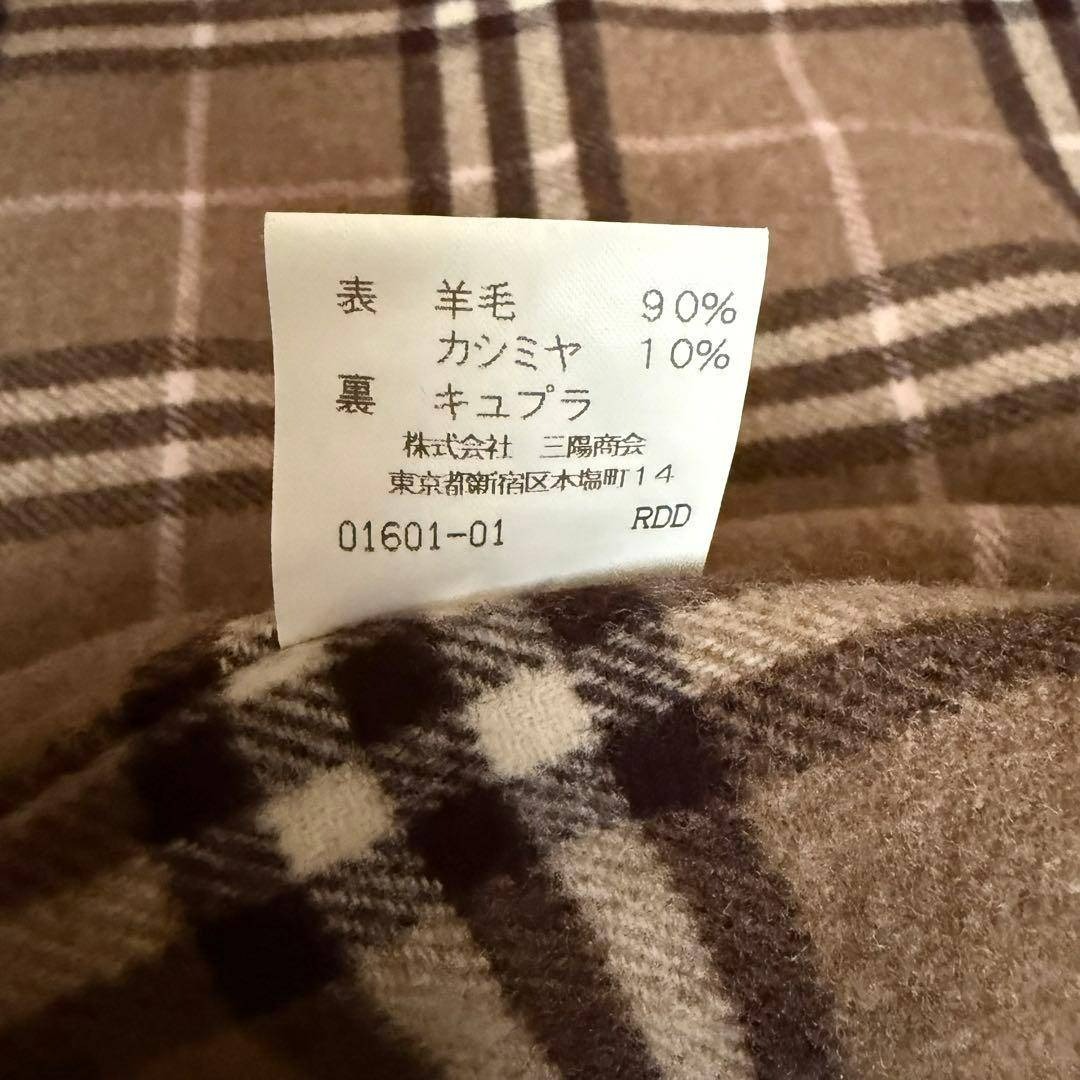 表 羊毛 90%
カシミヤ 10%
裏 キュプラ
株式会社 三陽商会
東京都新宿区本塩町14
01601-01 RDD